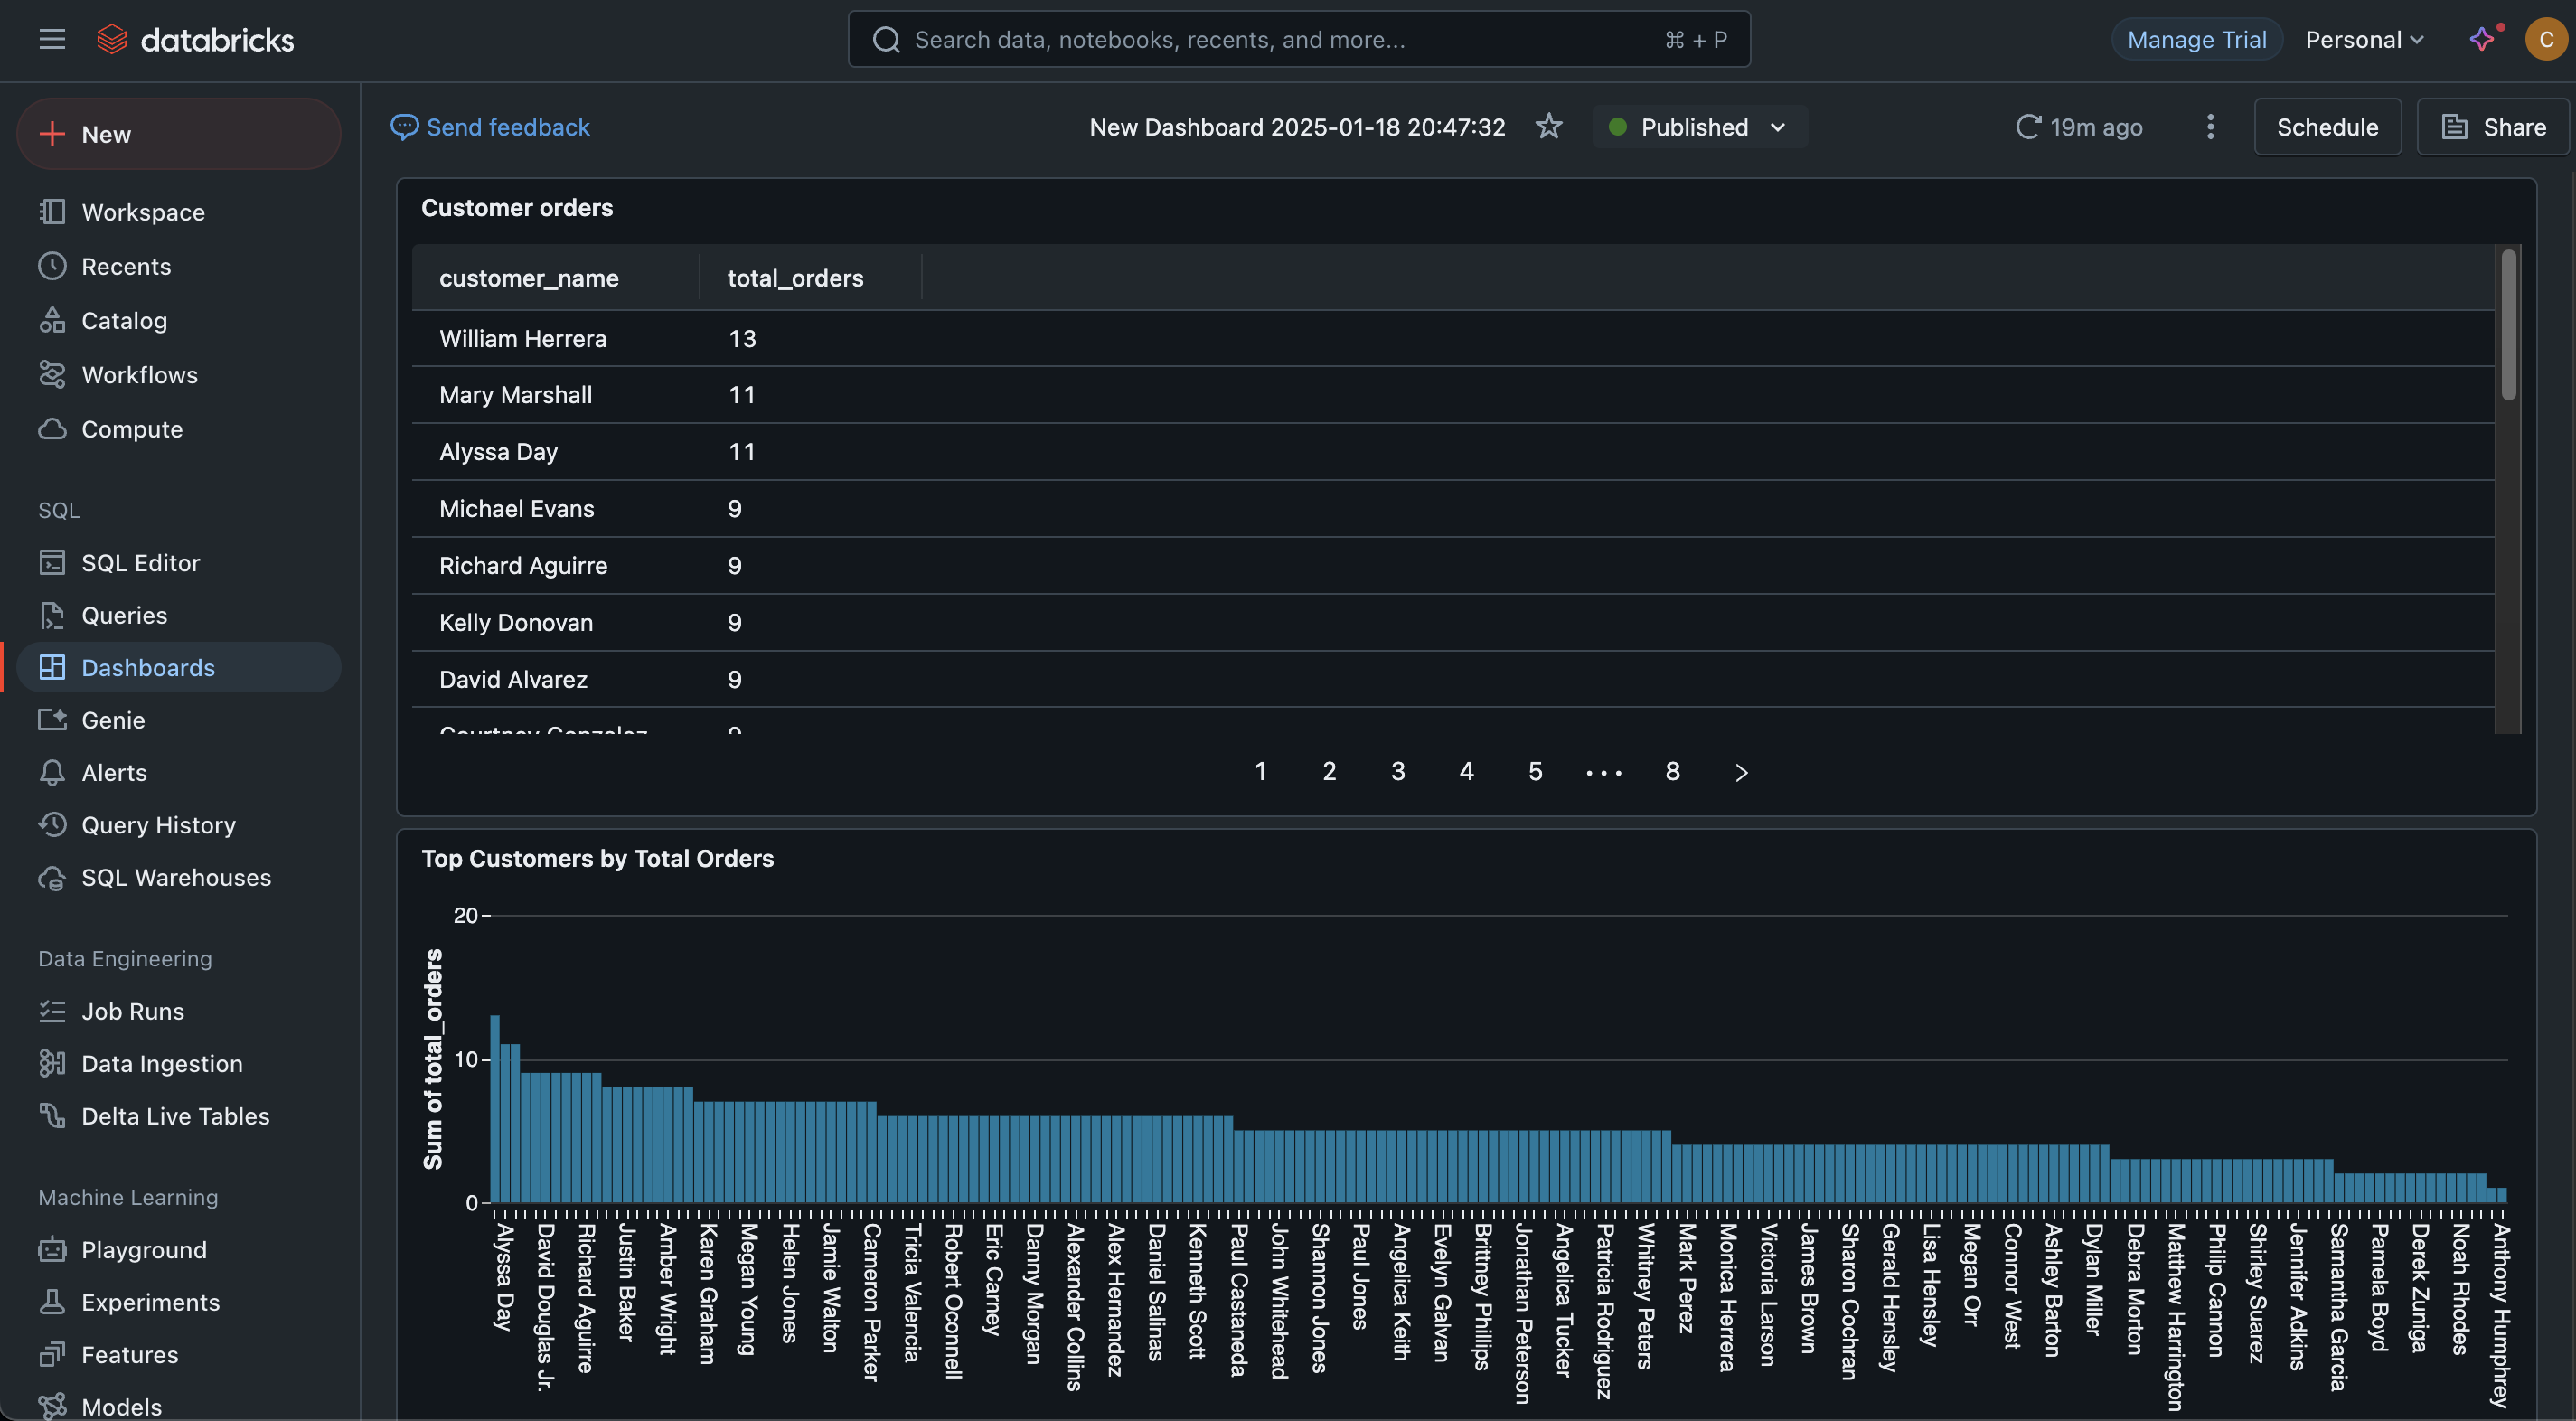 databricks
Search data, notebooks, recents, and more...
⌘ + P
Manage Trial
Personal
C
New
Workspace
Recents
Catalog
Workflows
Compute
SQL
SQL Editor
Queries
Dashboards
Genie
Alerts
Query History
SQL Warehouses
Data Engineering
Job Runs
Data Ingestion
Delta Live Tables
Machine Learning
Playground
Experiments
Features
Models
Send feedback
New Dashboard 2025-01-18 20:47:32
Published
19m ago
Schedule
Share
Customer orders
customer_name total_orders
William Herrera 13
Mary Marshall 11
Alyssa Day 11
Michael Evans 9
Richard Aguirre 9
Kelly Donovan 9
David Alvarez 9
Courtney Gonzalez 9
1 2 3 4 5 ••• 8 >
Top Customers by Total Orders
Sum of total_orders
20
10
0
Alyssa Day
David Douglas Jr.
Richard Aguirre
Justin Baker
Amber Wright
Karen Graham
Megan Young
Helen Jones
Jamie Walton
Cameron Parker
Tricia Valencia
Robert Oconnell
Eric Carney
Danny Morgan
Alexander Collins
Alex Hernandez
Daniel Salinas
Kenneth Scott
Paul Castaneda
John Whitehead
Shannon Jones
Paul Jones
Angelica Keith
Evelyn Galvan
Brittney Phillips
Jonathan Peterson
Angelica Tucker
Patricia Rodriguez
Whitney Peters
Mark Perez
Monica Herrera
Victoria Larson
James Brown
Sharon Cochran
Gerald Hensley
Lisa Hensley
Megan Orr
Connor West
Ashley Barton
Dylan Miller
Debra Morton
Matthew Harrington
Philip Cannon
Shirley Suarez
Jennifer Adkins
Samantha Garcia
Pamela Boyd
Derek Zuniga
Noah Rhodes
Anthony Humphrey